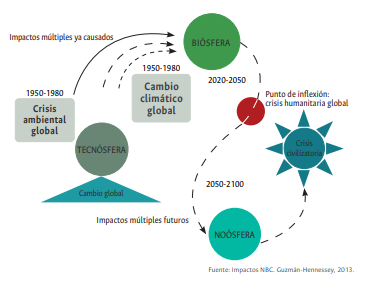 Impactos múltiples ya causados
1950-1980
BIÓSFERA
1950-1980
Crisis
ambiental
global
Cambio
climático
global
2020-2050
Punto de inflexión:
crisis humanitaria global
TECNÓSFERA
Crisis
civilizatoria
Cambio global
2050-2100
Impactos múltiples futuros
NOÓSFERA
Fuente: Impactos NBC. Guzmán-Hennessey, 2013.